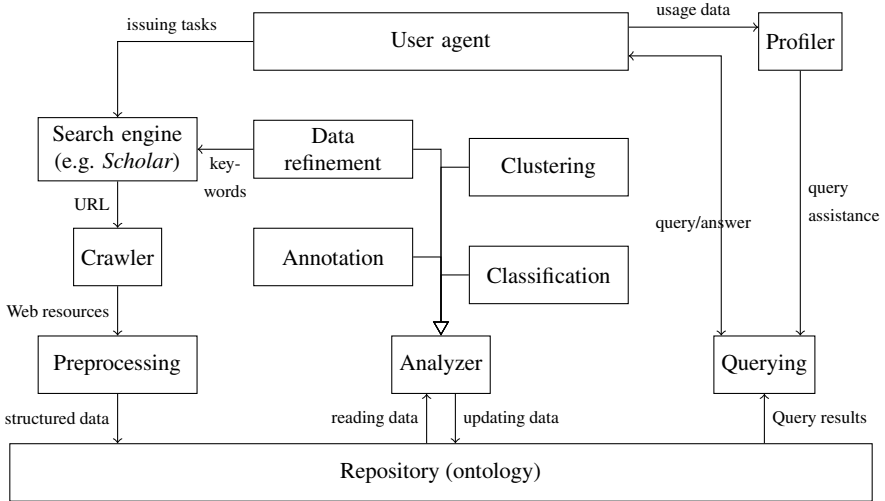 issuing tasks
User agent
usage data
Profiler
Search engine
(e.g. Scholar)
key-
words
Data
refinement
Clustering
query
assistance
URL
query/answer
Crawler
Annotation
Classification
Web resources
Preprocessing
Analyzer
Querying
structured data
reading data
updating data
Query results
Repository (ontology)